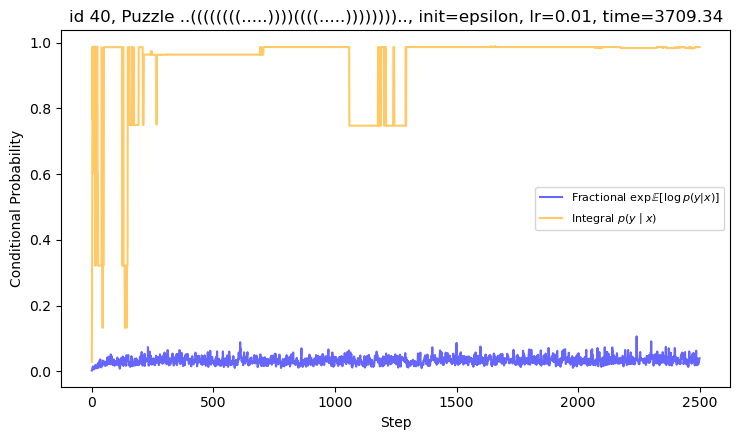 id 40, Puzzle ..((((((((.....))))((((.....)))))))).., init=epsilon, lr=0.01, time=3709.34
Conditional Probability
1.0
0.8
0.6
0.4
0.2
0.0
Fractional exp𝔼[log p(y|x)]
Integral p(y | x)
0
500
1000
1500
2000
2500
Step